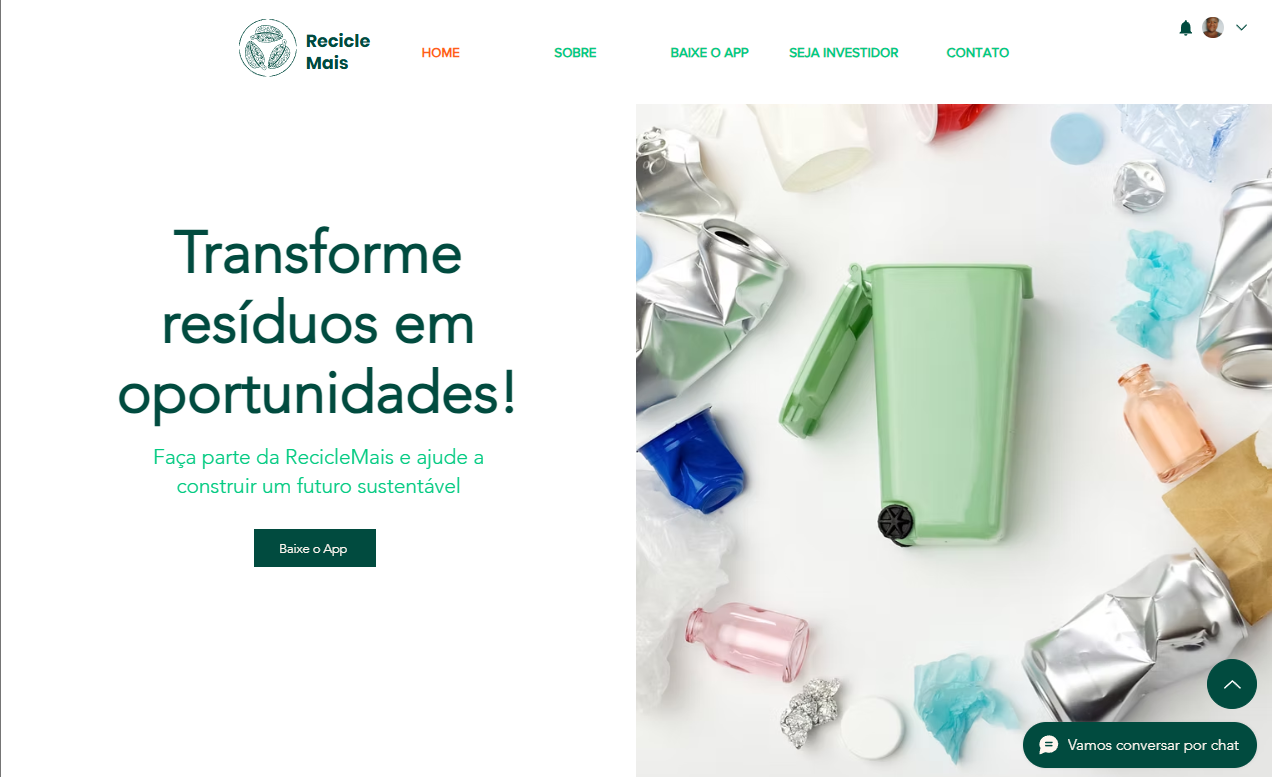 Recicle
Mais
HOME
SOBRE
BAIXE O APP
SEJA INVESTIDOR
CONTATO
Transforme
resíduos em
oportunidades!
Faça parte da RecicleMais e ajude a
construir um futuro sustentável
Baixe o App
Vamos conversar por chat